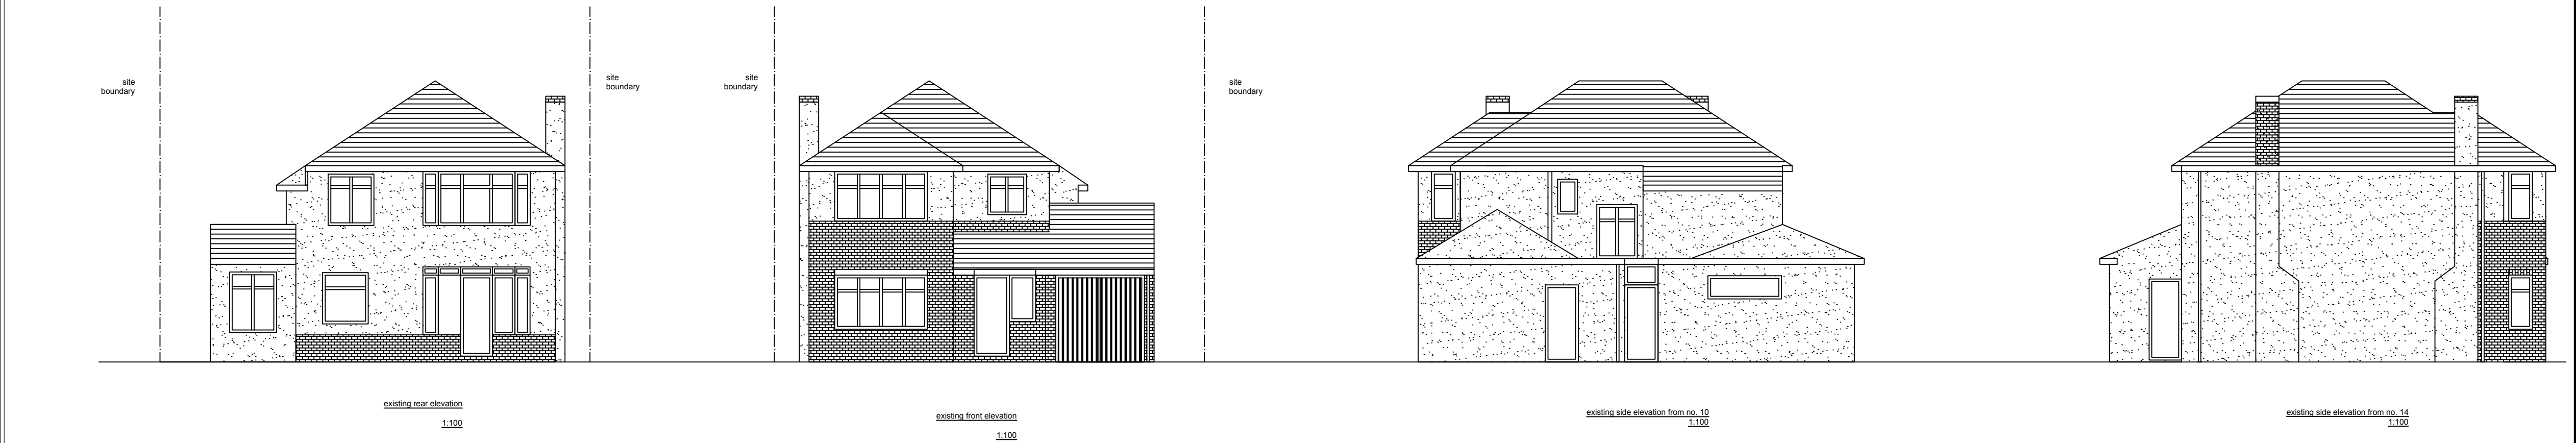 site
boundary
site
boundary
site
boundary
site
boundary
existing rear elevation
1:100
existing front elevation
1:100
existing side elevation from no. 10
1:100
existing side elevation from no. 14
1:100